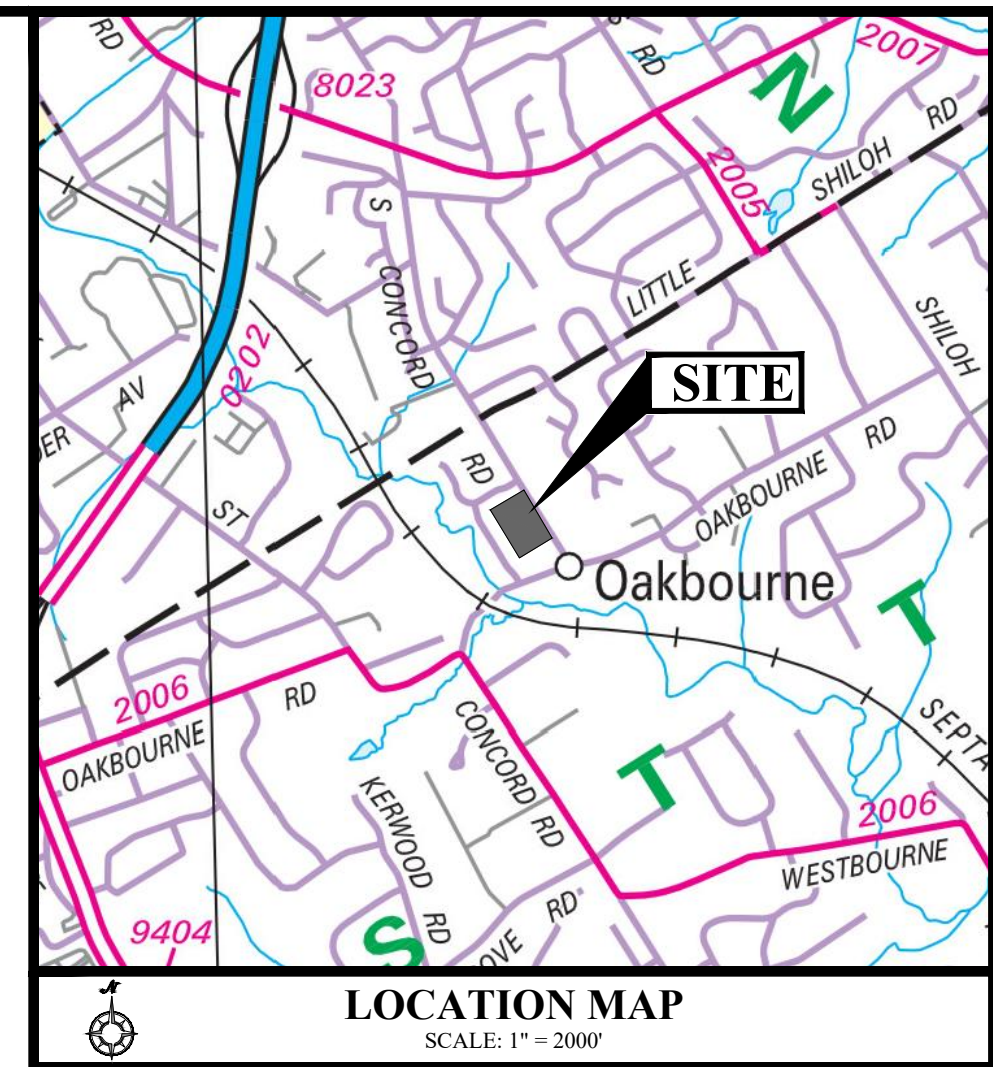 RD
8023
RD
2007
N
2005
SHILOH
RD
S
CONCORD
RD
LITTLE
SHILOH
0202
AV
DER
ST
SITE
RD
OAKBOURNE
Oakbourne
T
2006
RD
OAKBOURNE
CONCORD
RD
SEPTA
T
KERWOOD
RD
2006
WESTBOURNE
RD
OVE
S
9404
N
LOCATION MAP
SCALE: 1" = 2000'